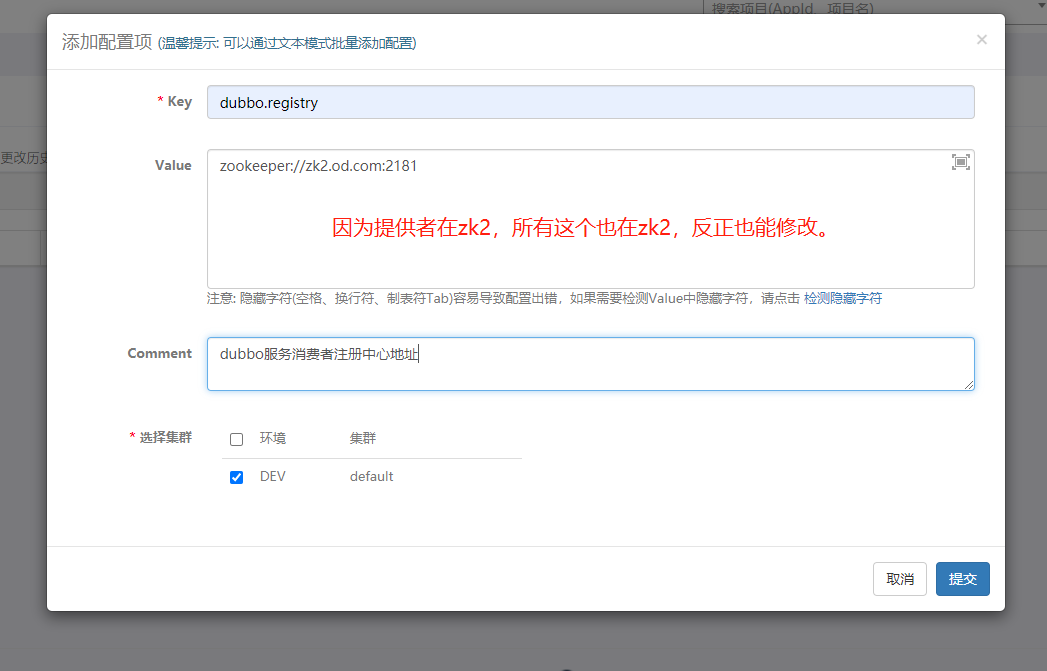 搜索项目(AppId、项目名)
添加配置项 (温馨提示: 可以通过文本模式批量添加配置)
×
* Key
dubbo.registry
更改历史
Value
zookeeper://zk2.od.com:2181
因为提供者在zk2，所有这个也在zk2，反正也能修改。
注意: 隐藏字符(空格、换行符、制表符Tab)容易导致配置出错，如果需要检测Value中隐藏字符，请点击 检测隐藏字符
Comment
dubbo服务消费者注册中心地址
* 选择集群
环境 集群
DEV default
取消 提交